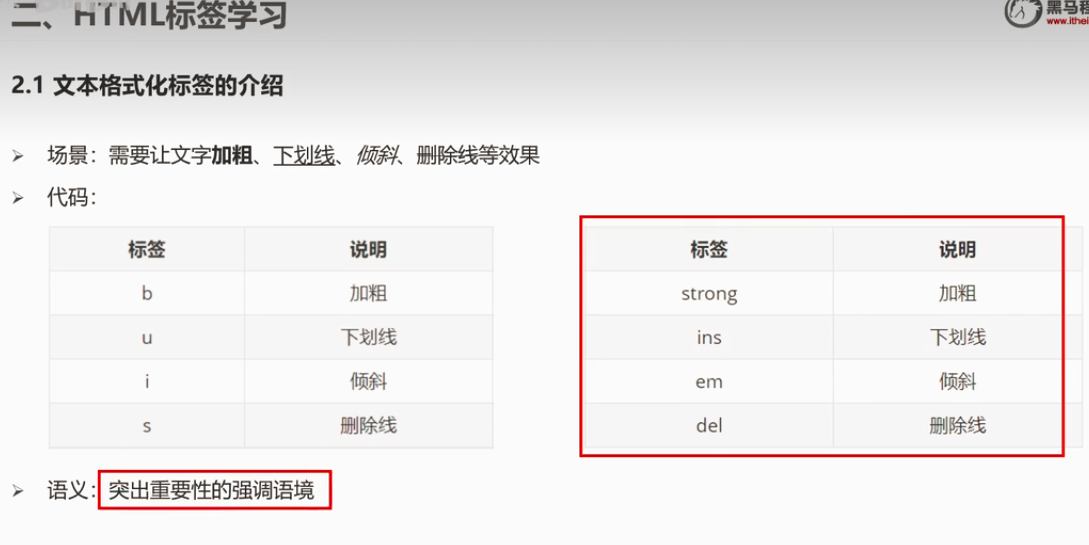 二、HTML标签学习
黑马程
www.ithei
2.1 文本格式化标签的介绍
场景：需要让文字加粗、下划线、倾斜、删除线等效果
代码：
标签 说明 标签 说明
b 加粗 strong 加粗
u 下划线 ins 下划线
i 倾斜 em 倾斜
s 删除线 del 删除线
语义：突出重要性的强调语境